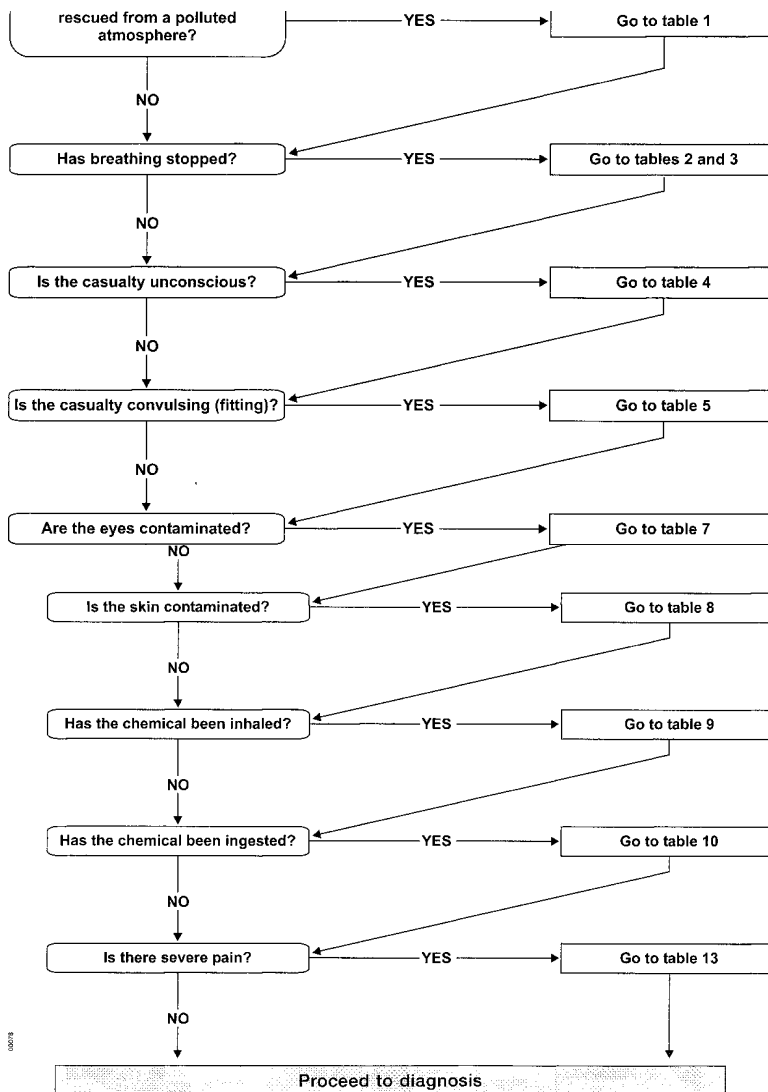 rescued from a polluted
atmosphere?
YES
Go to table 1
NO
Has breathing stopped?
YES
Go to tables 2 and 3
NO
Is the casualty unconscious?
YES
Go to table 4
NO
Is the casualty convulsing (fitting)?
YES
Go to table 5
NO
Are the eyes contaminated?
YES
Go to table 7
NO
Is the skin contaminated?
YES
Go to table 8
NO
Has the chemical been inhaled?
YES
Go to table 9
NO
Has the chemical been ingested?
YES
Go to table 10
NO
Is there severe pain?
YES
Go to table 13
NO
Proceed to diagnosis